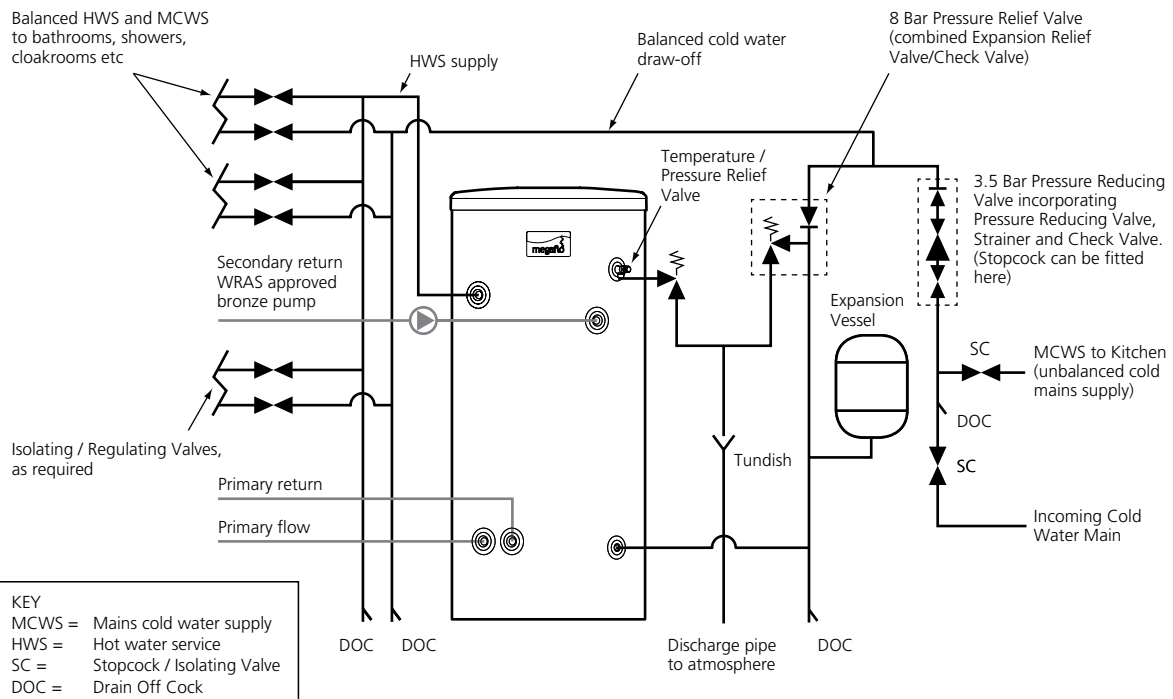 Balanced HWS and MCWS
to bathrooms, showers,
cloakrooms etc
HWS supply
Balanced cold water
draw-off
8 Bar Pressure Relief Valve
(combined Expansion Relief
Valve/Check Valve)
Temperature /
Pressure Relief
Valve
3.5 Bar Pressure Reducing
Valve incorporating
Pressure Reducing Valve,
Strainer and Check Valve.
(Stopcock can be fitted
here)
megaflo
Secondary return
WRAS approved
bronze pump
Expansion
Vessel
SC
MCWS to Kitchen
(unbalanced cold
mains supply)
DOC
Isolating / Regulating Valves,
as required
Tundish
SC
Primary return
Primary flow
Incoming Cold
Water Main
KEY
MCWS = Mains cold water supply
HWS = Hot water service
SC = Stopcock / Isolating Valve
DOC = Drain Off Cock
DOC
DOC
Discharge pipe
to atmosphere
DOC